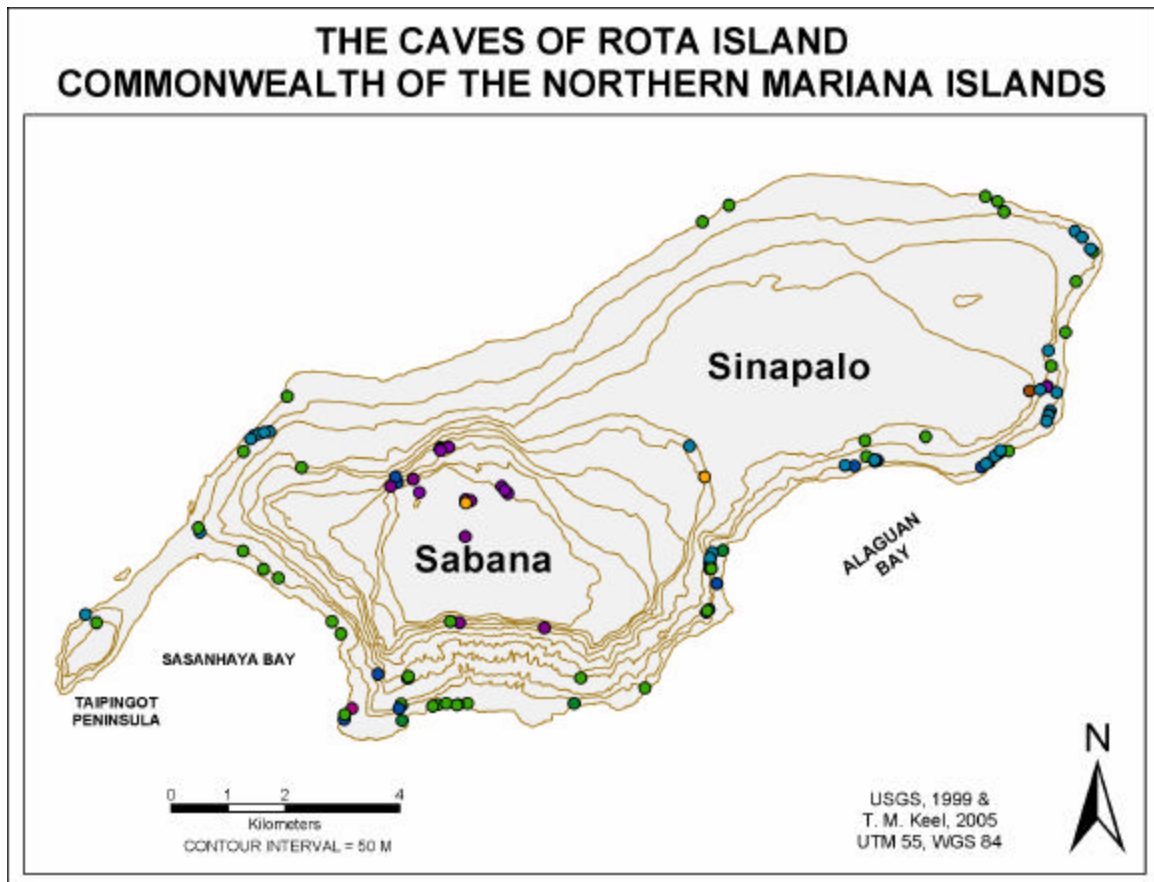 THE CAVES OF ROTA ISLAND
COMMONWEALTH OF THE NORTHERN MARIANA ISLANDS
Sinapalo
Sabana
ALAGUAN
BAY
SASANHAYA BAY
TAIPINGOT
PENINSULA
N
0 1 2 4
Kilometers
CONTOUR INTERVAL = 50 M
USGS, 1999 &
T. M. Keel, 2005
UTM 55, WGS 84